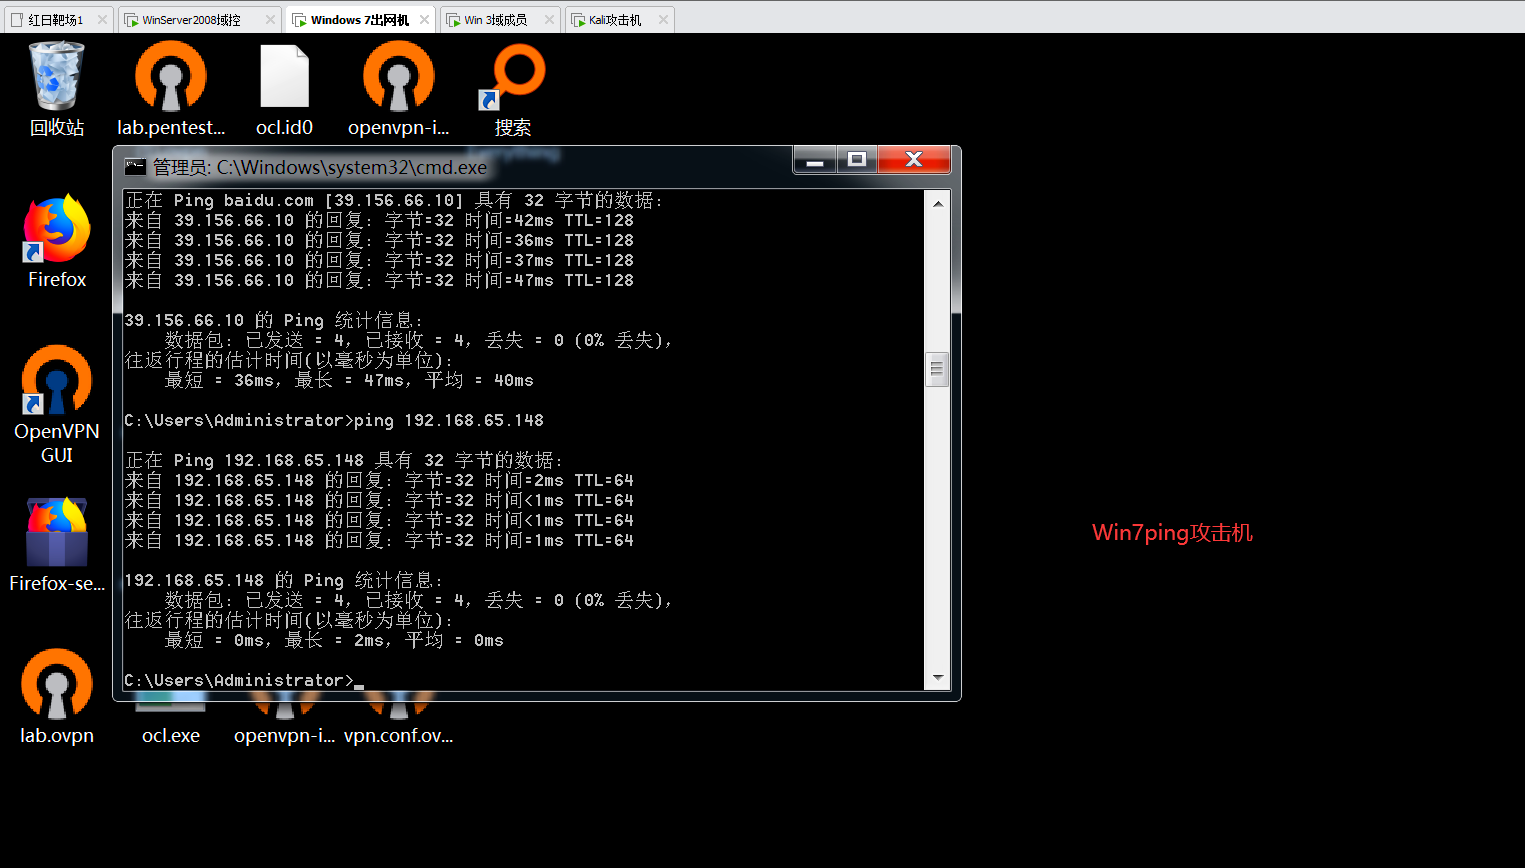 红日靶场1
WinServer2008域控
Windows 7出网机
Win 3域成员
Kali攻击机
回收站
lab.pentest...
ocl.id0
openvpn-i...
搜索
Everything
管理员: C:\Windows\system32\cmd.exe
正在 Ping baidu.com [39.156.66.10] 具有 32 字节的数据:
来自 39.156.66.10 的回复: 字节=32 时间=42ms TTL=128
来自 39.156.66.10 的回复: 字节=32 时间=36ms TTL=128
来自 39.156.66.10 的回复: 字节=32 时间=37ms TTL=128
来自 39.156.66.10 的回复: 字节=32 时间=47ms TTL=128
39.156.66.10 的 Ping 统计信息:
数据包: 已发送 = 4，已接收 = 4，丢失 = 0 (0% 丢失)，
往返行程的估计时间(以毫秒为单位):
最短 = 36ms，最长 = 47ms，平均 = 40ms
C:\Users\Administrator>ping 192.168.65.148
正在 Ping 192.168.65.148 具有 32 字节的数据:
来自 192.168.65.148 的回复: 字节=32 时间=2ms TTL=64
来自 192.168.65.148 的回复: 字节=32 时间<1ms TTL=64
来自 192.168.65.148 的回复: 字节=32 时间<1ms TTL=64
来自 192.168.65.148 的回复: 字节=32 时间=1ms TTL=64
192.168.65.148 的 Ping 统计信息:
数据包: 已发送 = 4，已接收 = 4，丢失 = 0 (0% 丢失)，
往返行程的估计时间(以毫秒为单位):
最短 = 0ms，最长 = 2ms，平均 = 0ms
C:\Users\Administrator>
Firefox
OpenVPN
GUI
Firefox-se...
lab.ovpn
ocl.exe
openvpn-i...
vpn.conf.ov...
Win7ping攻击机